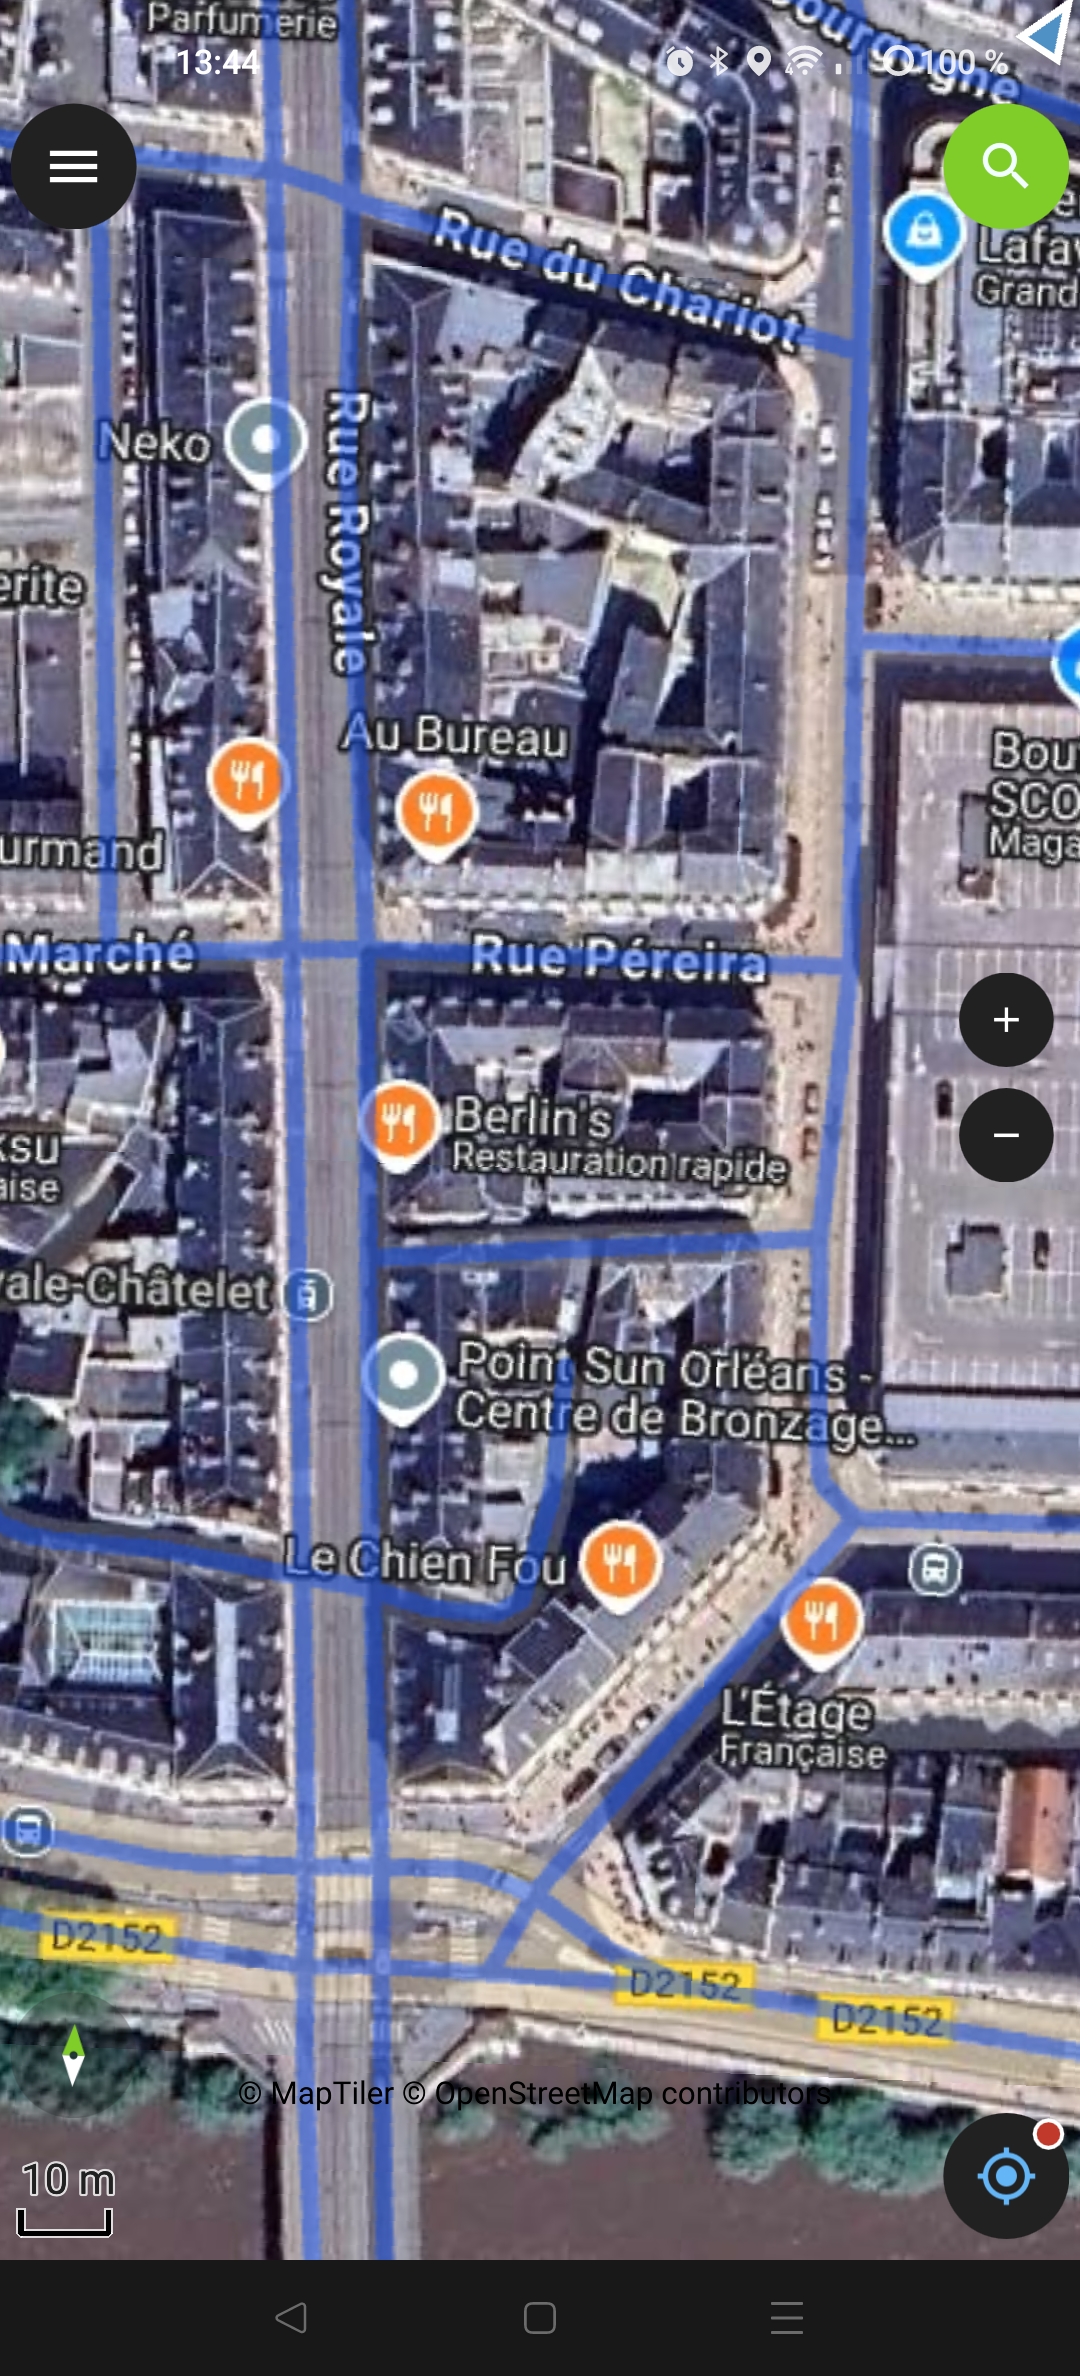 Parfumerie
13:44
100 %
Bourgogne
Rue du Chariot
Lafay
Grand
Neko
Rue Royale
erite
Au Bureau
Bou
SCO
Maga
urmand
Marché
Rue Péreira
Berlin's
Restauration rapide
ksu
aise
ale-Châtelet
Point Sun Orléans -
Centre de Bronzage...
Le Chien Fou
L'Étage
Française
D2152
D2152
D2152
© MapTiler © OpenStreetMap contributors
10 m